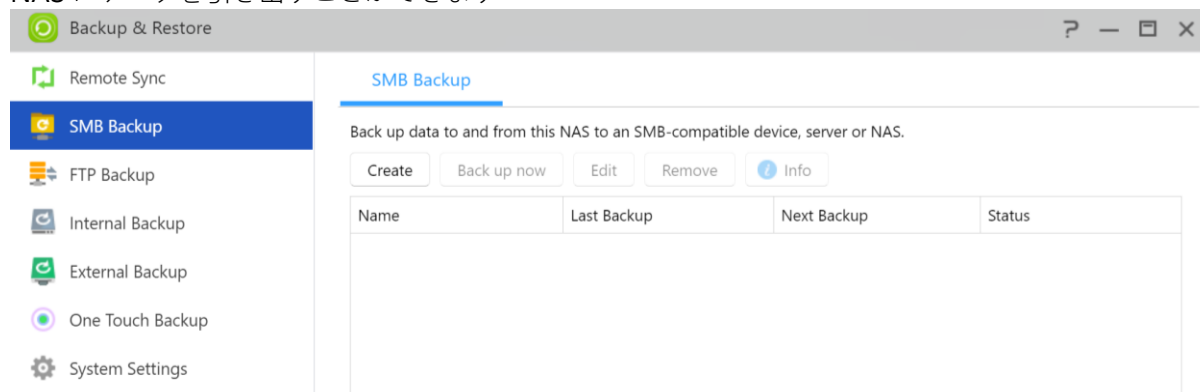 Backup & Restore
Remote Sync
SMB Backup
FTP Backup
Internal Backup
External Backup
One Touch Backup
System Settings
SMB Backup
Back up data to and from this NAS to an SMB-compatible device, server or NAS.
Create Back up now Edit Remove Info
Name Last Backup Next Backup Status